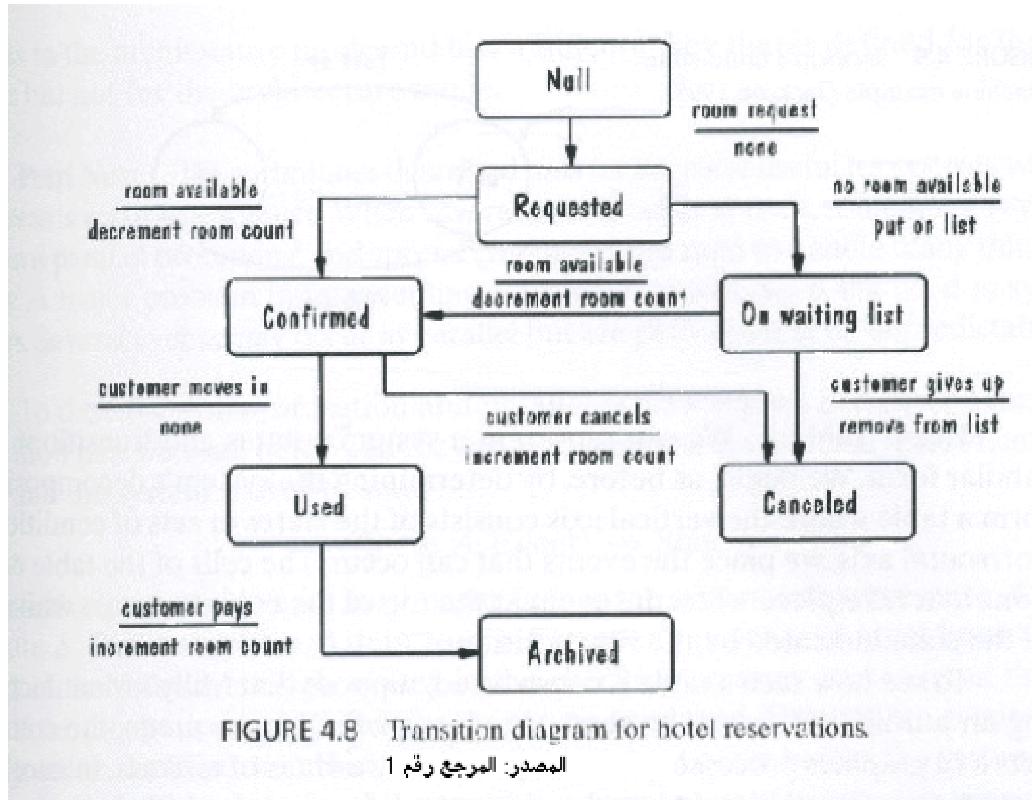 Null
room request
none
room available
decrement room count
Requested
no room available
put on list
room available
decrement room count
Confirmed
On waiting list
customer moves in
none
customer cancels
increment room count
customer gives up
remove from list
Used
Canceled
customer pays
increment room count
Archived
FIGURE 4.8 Transition diagram for hotel reservations.
المصدر: المرجع رقم 1